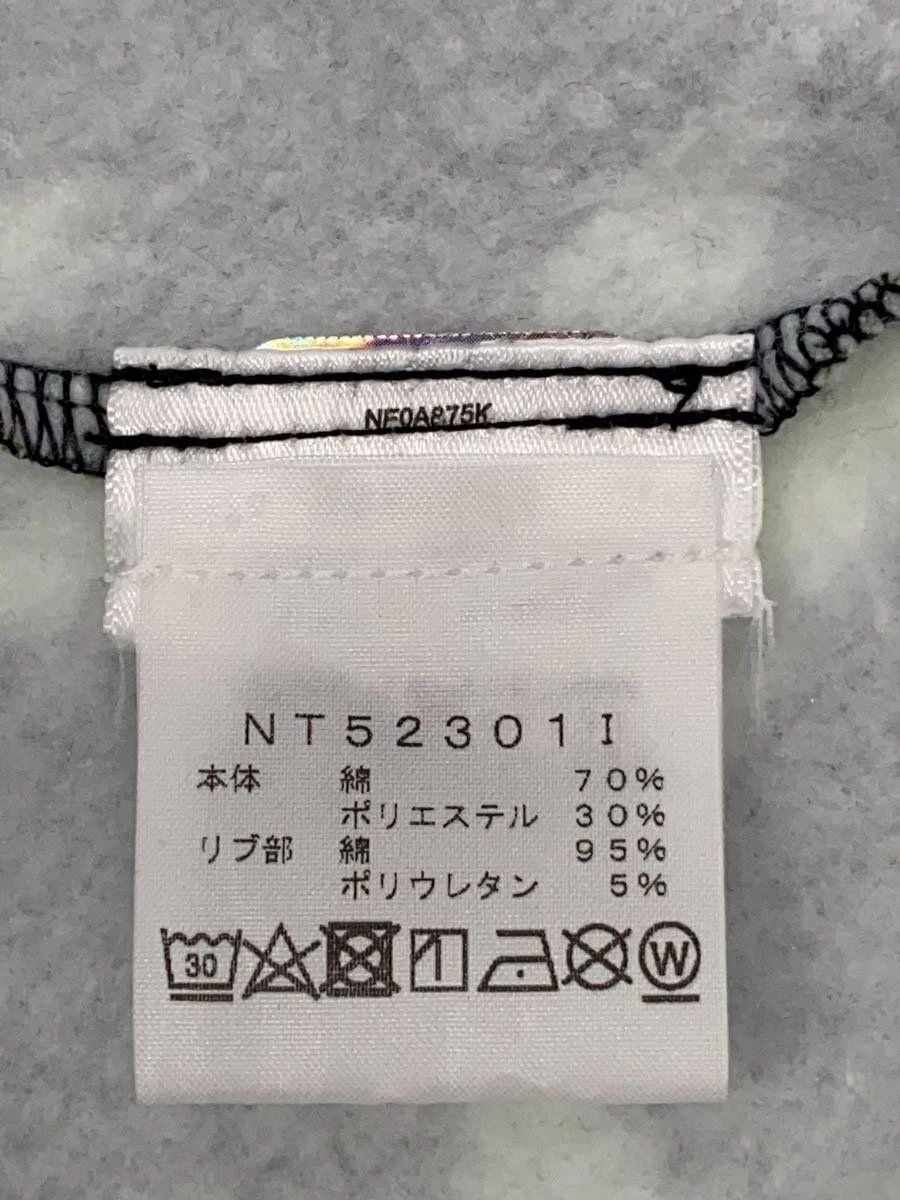 NF0A875K
NT52301I
本体 綿 70%
ポリエステル 30%
リブ部 綿 95%
ポリウレタン 5%
30 W